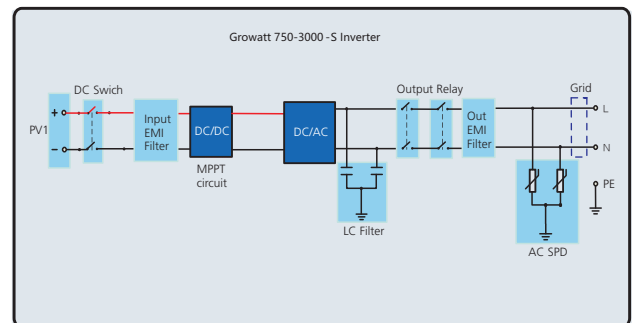 Growatt 750-3000 -S Inverter
DC Swich
Output Relay
Grid
PV1
+
−
Input
EMI
Filter
DC/DC
DC/AC
Out
EMI
Filter
L
N
MPPT
circuit
PE
LC Filter
AC SPD